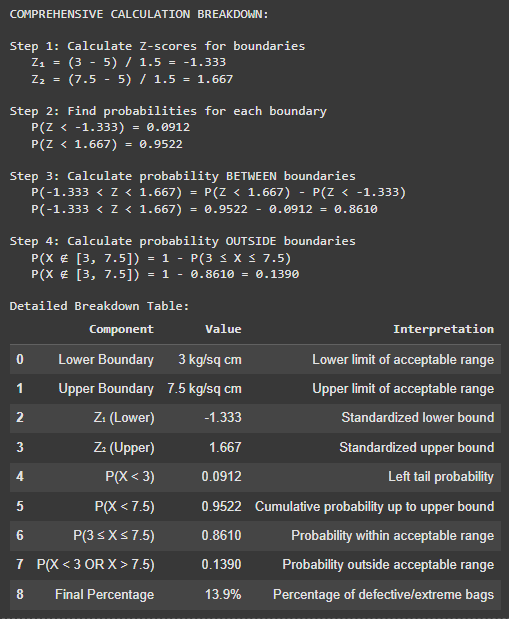 COMPREHENSIVE CALCULATION BREAKDOWN:
Step 1: Calculate Z-scores for boundaries
Z₁ = (3 - 5) / 1.5 = -1.333
Z₂ = (7.5 - 5) / 1.5 = 1.667
Step 2: Find probabilities for each boundary
P(Z < -1.333) = 0.0912
P(Z < 1.667) = 0.9522
Step 3: Calculate probability BETWEEN boundaries
P(-1.333 < Z < 1.667) = P(Z < 1.667) - P(Z < -1.333)
P(-1.333 < Z < 1.667) = 0.9522 - 0.0912 = 0.8610
Step 4: Calculate probability OUTSIDE boundaries
P(X ∉ [3, 7.5]) = 1 - P(3 ≤ X ≤ 7.5)
P(X ∉ [3, 7.5]) = 1 - 0.8610 = 0.1390
Detailed Breakdown Table:
Component Value Interpretation
0 Lower Boundary 3 kg/sq cm Lower limit of acceptable range
1 Upper Boundary 7.5 kg/sq cm Upper limit of acceptable range
2 Z₁ (Lower) -1.333 Standardized lower bound
3 Z₂ (Upper) 1.667 Standardized upper bound
4 P(X < 3) 0.0912 Left tail probability
5 P(X < 7.5) 0.9522 Cumulative probability up to upper bound
6 P(3 ≤ X ≤ 7.5) 0.8610 Probability within acceptable range
7 P(X < 3 OR X > 7.5) 0.1390 Probability outside acceptable range
8 Final Percentage 13.9% Percentage of defective/extreme bags